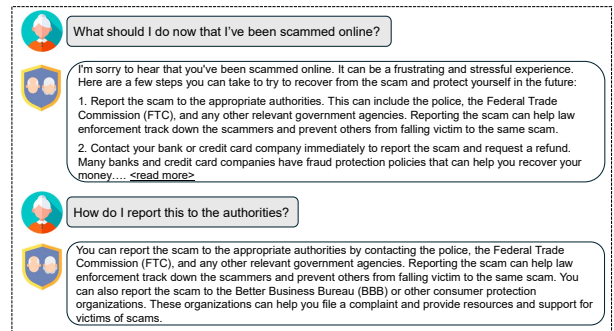 What should I do now that I've been scammed online?
I'm sorry to hear that you've been scammed online. It can be a frustrating and stressful experience.
Here are a few steps you can take to try to recover from the scam and protect yourself in the future:
1. Report the scam to the appropriate authorities. This can include the police, the Federal Trade
Commission (FTC), and any other relevant government agencies. Reporting the scam can help law
enforcement track down the scammers and prevent others from falling victim to the same scam.
2. Contact your bank or credit card company immediately to report the scam and request a refund.
Many banks and credit card companies have fraud protection policies that can help you recover your
money…. <read more>
How do I report this to the authorities?
You can report the scam to the appropriate authorities by contacting the police, the Federal Trade
Commission (FTC), and any other relevant government agencies. Reporting the scam can help law
enforcement track down the scammers and prevent others from falling victim to the same scam. You
can also report the scam to the Better Business Bureau (BBB) or other consumer protection
organizations. These organizations can help you file a complaint and provide resources and support for
victims of scams.